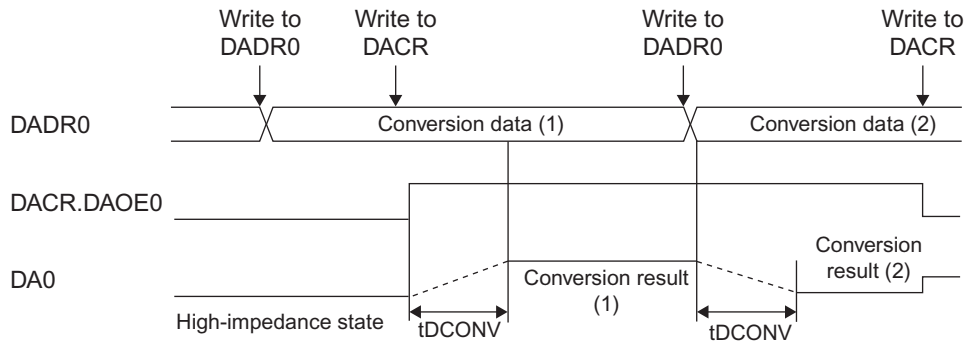 Write to
DADR0
Write to
DACR
Write to
DADR0
Write to
DACR
DADR0
Conversion data (1)
Conversion data (2)
DACR.DAOE0
DA0
Conversion result
(1)
Conversion
result (2)
High-impedance state
tDCONV
tDCONV